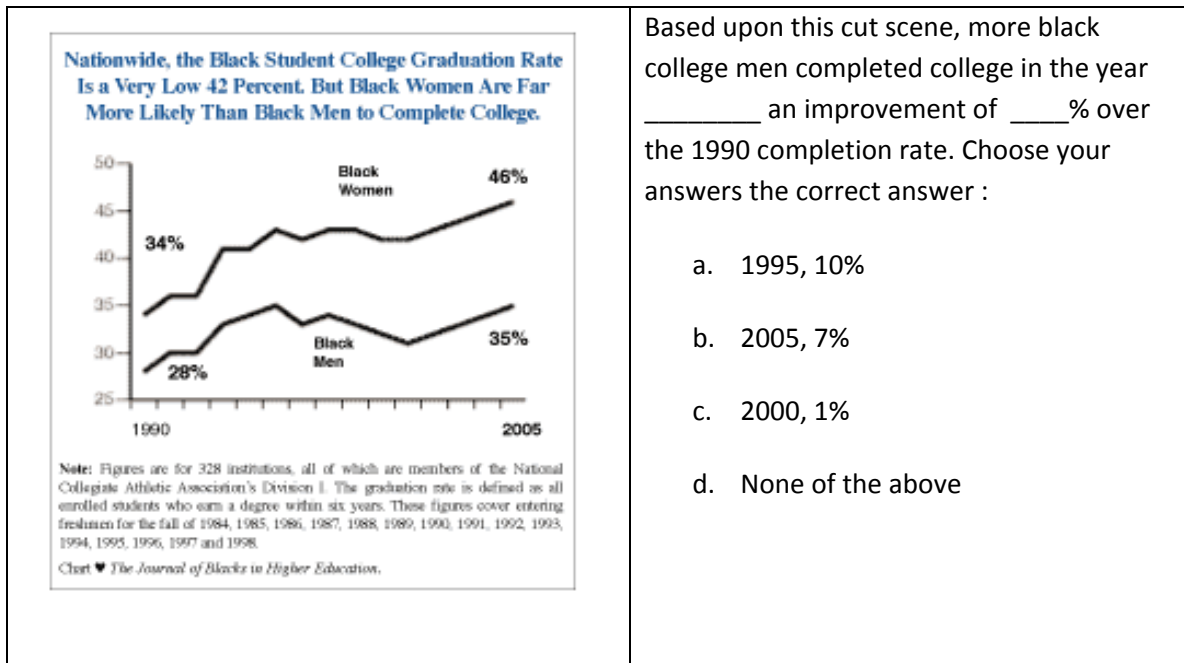 Nationwide, the Black Student College Graduation Rate
Is a Very Low 42 Percent. But Black Women Are Far
More Likely Than Black Men to Complete College.
50
45
40
35
30
25
Black
Women
46%
34%
Black
Men
35%
28%
1990
2005
Note: Figures are for 328 institutions, all of which are members of the National
Collegiate Athletic Association's Division I. The graduation rate is defined as all
enrolled students who earn a degree within six years. These figures cover entering
freshmen for the fall of 1984, 1985, 1986, 1987, 1988, 1989, 1990, 1991, 1992, 1993,
1994, 1995, 1996, 1997 and 1998.
Chart ♥ The Journal of Blacks in Higher Education.
Based upon this cut scene, more black
college men completed college in the year
________ an improvement of ____% over
the 1990 completion rate. Choose your
answers the correct answer :
a. 1995, 10%
b. 2005, 7%
c. 2000, 1%
d. None of the above